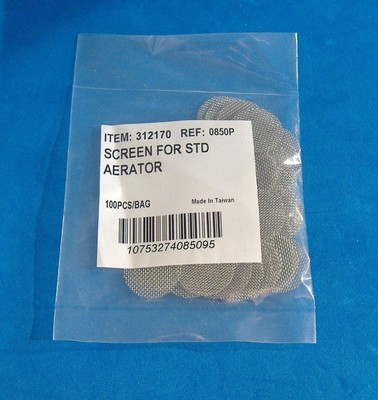 ITEM: 312170 REF: 0850P
SCREEN FOR STD
AERATOR
100PCS/BAG Made In Taiwan
10753274085095